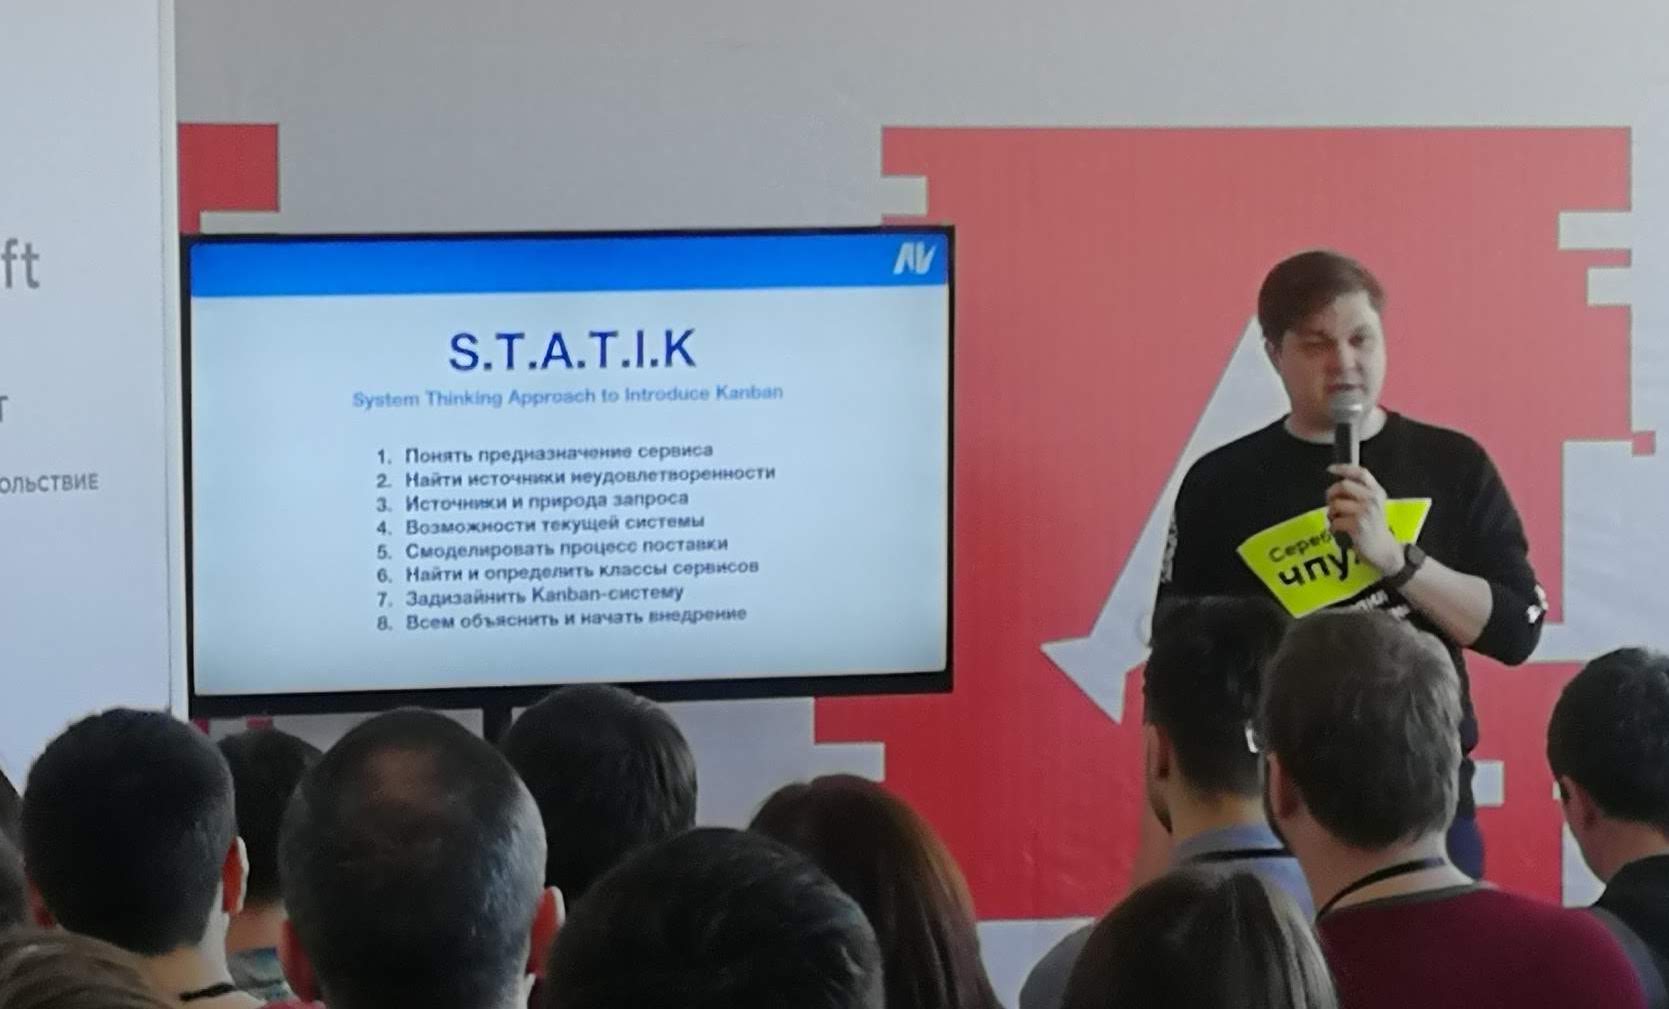 ft
ОЛЬСТВИЕ
AV
S.T.A.T.I.K
System Thinking Approach to Introduce Kanban
1. Понять предназначение сервиса
2. Найти источники неудовлетворенности
3. Источники и природа запроса
4. Возможности текущей системы
5. Смоделировать процесс поставки
6. Найти и определить классы сервисов
7. Задизайнить Kanban-систему
8. Всем объяснить и начать внедрение